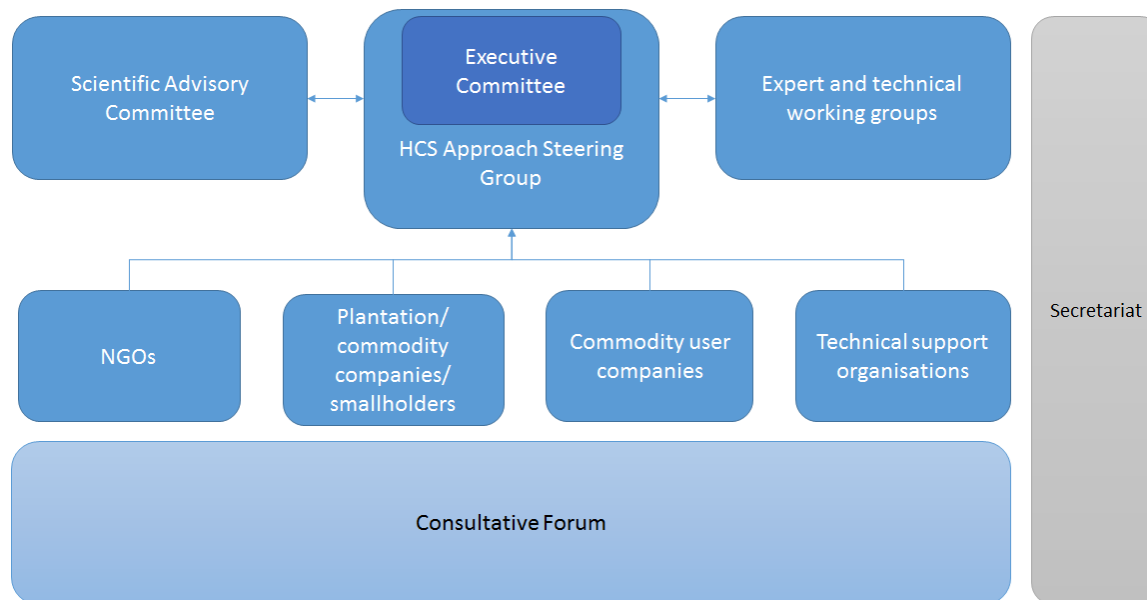 Scientific Advisory
Committee
Executive
Committee
HCS Approach Steering
Group
Expert and technical
working groups
NGOs
Plantation/
commodity
companies/
smallholders
Commodity user
companies
Technical support
organisations
Secretariat
Consultative Forum